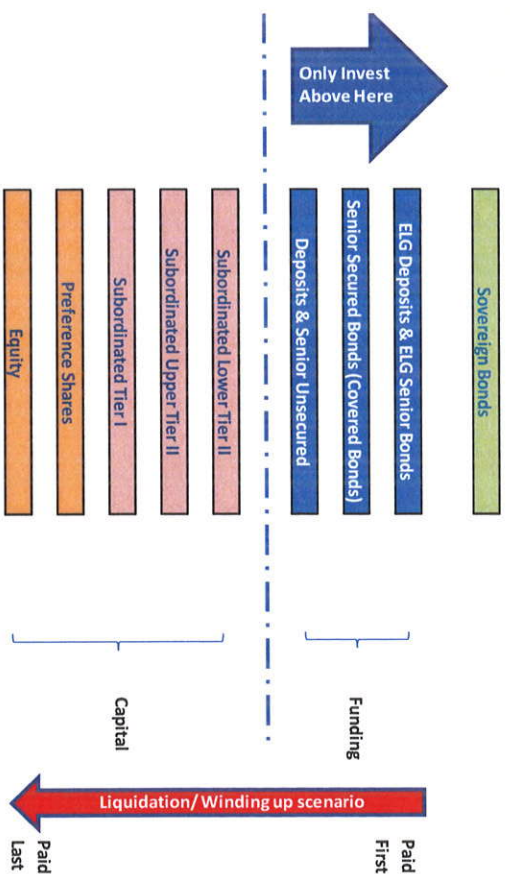 Only Invest
Above Here
Sovereign Bonds
ELG Deposits & ELG Senior Bonds
Senior Secured Bonds (Covered Bonds)
Deposits & Senior Unsecured
Subordinated Lower Tier II
Subordinated Upper Tier II
Subordinated Tier I
Preference Shares
Equity
Funding
Capital
Liquidation/ Winding up scenario
Paid
First
Paid
Last